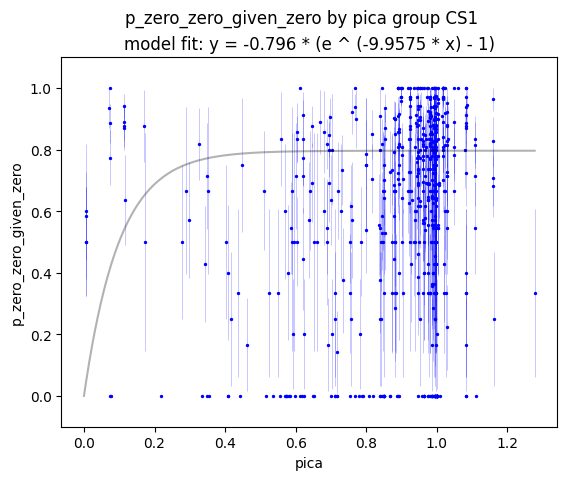 p_zero_zero_given_zero by pica group CS1
model fit: y = -0.796 * (e ^ (-9.9575 * x) - 1)
p_zero_zero_given_zero
1.0
0.8
0.6
0.4
0.2
0.0
0.0 0.2 0.4 0.6 0.8 1.0 1.2
pica